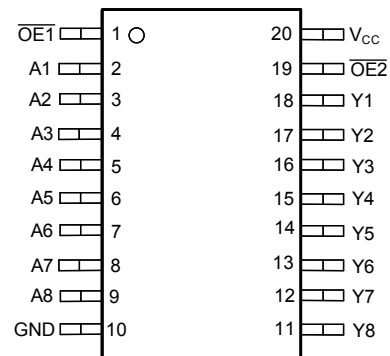 O̅E̅1̅ 1 20 VCC
A1 2 19 O̅E̅2̅
A2 3 18 Y1
A3 4 17 Y2
A4 5 16 Y3
A5 6 15 Y4
A6 7 14 Y5
A7 8 13 Y6
A8 9 12 Y7
GND 10 11 Y8